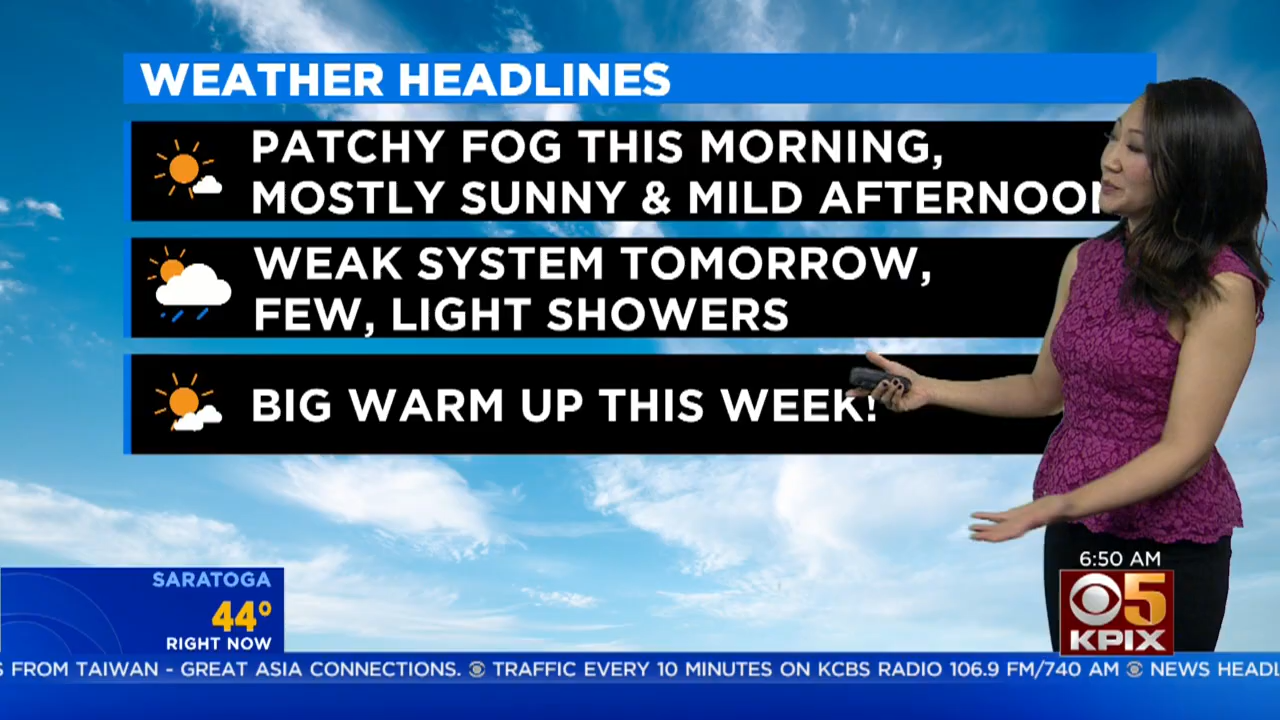 WEATHER HEADLINES
PATCHY FOG THIS MORNING,
MOSTLY SUNNY & MILD AFTERNOO
WEAK SYSTEM TOMORROW,
FEW, LIGHT SHOWERS
BIG WARM UP THIS WEEK!
SARATOGA
44°
RIGHT NOW
6:50 AM
5
KPIX
S FROM TAIWAN - GREAT ASIA CONNECTIONS. TRAFFIC EVERY 10 MINUTES ON KCBS RADIO 106.9 FM/740 AM NEWS HEADL